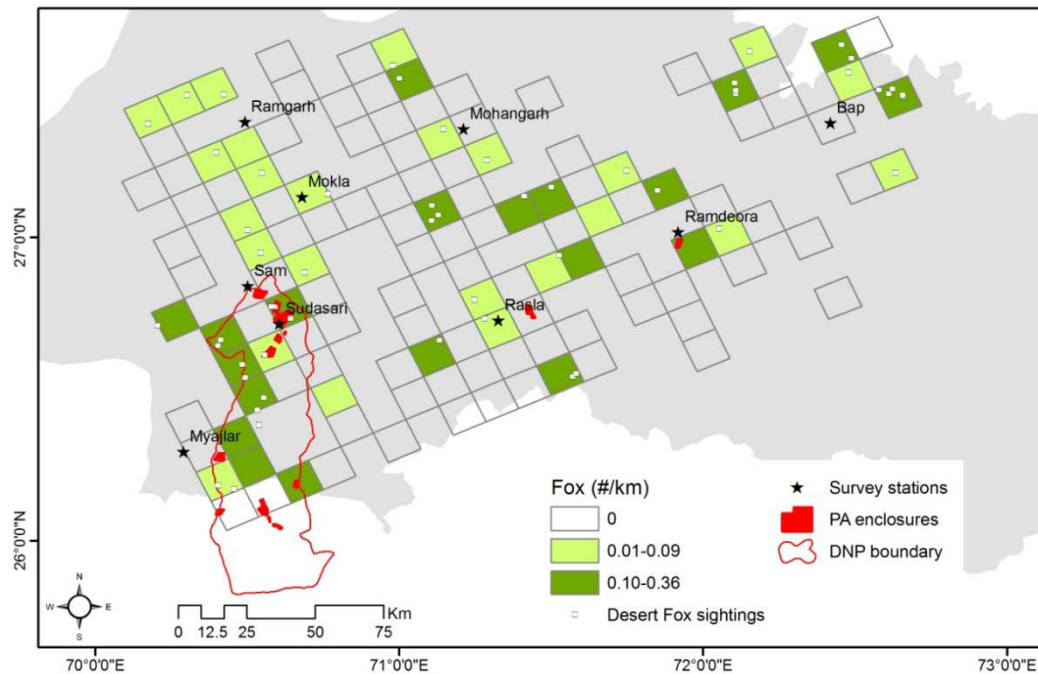 Ramgarh
Mohangarh
Bap
Mokla
Ramdeora
27°0'0"N
Sam
Sudasari
Rasla
Myajlar
26°0'0"N
Fox (#/km)
0
0.01-0.09
0.10-0.36
Desert Fox sightings
Survey stations
PA enclosures
DNP boundary
N
W E
S
Km
0 12.5 25 50 75
70°0'0"E 71°0'0"E 72°0'0"E 73°0'0"E